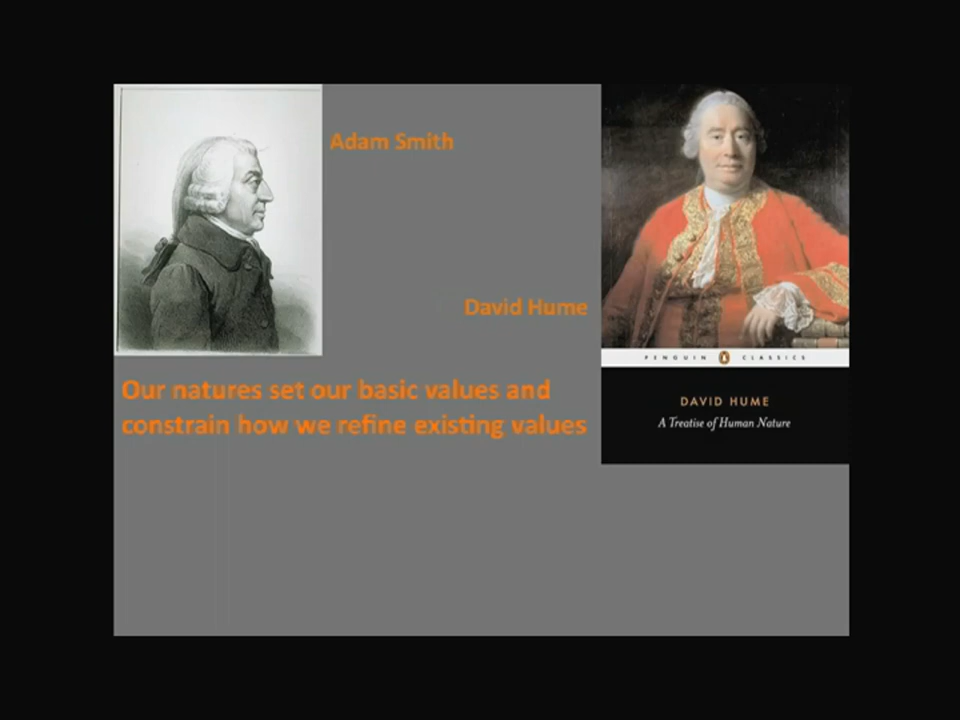 Adam Smith
David Hume
Our natures set our basic values and
constrain how we refine existing values
PENGUIN CLASSICS
DAVID HUME
A Treatise of Human Nature